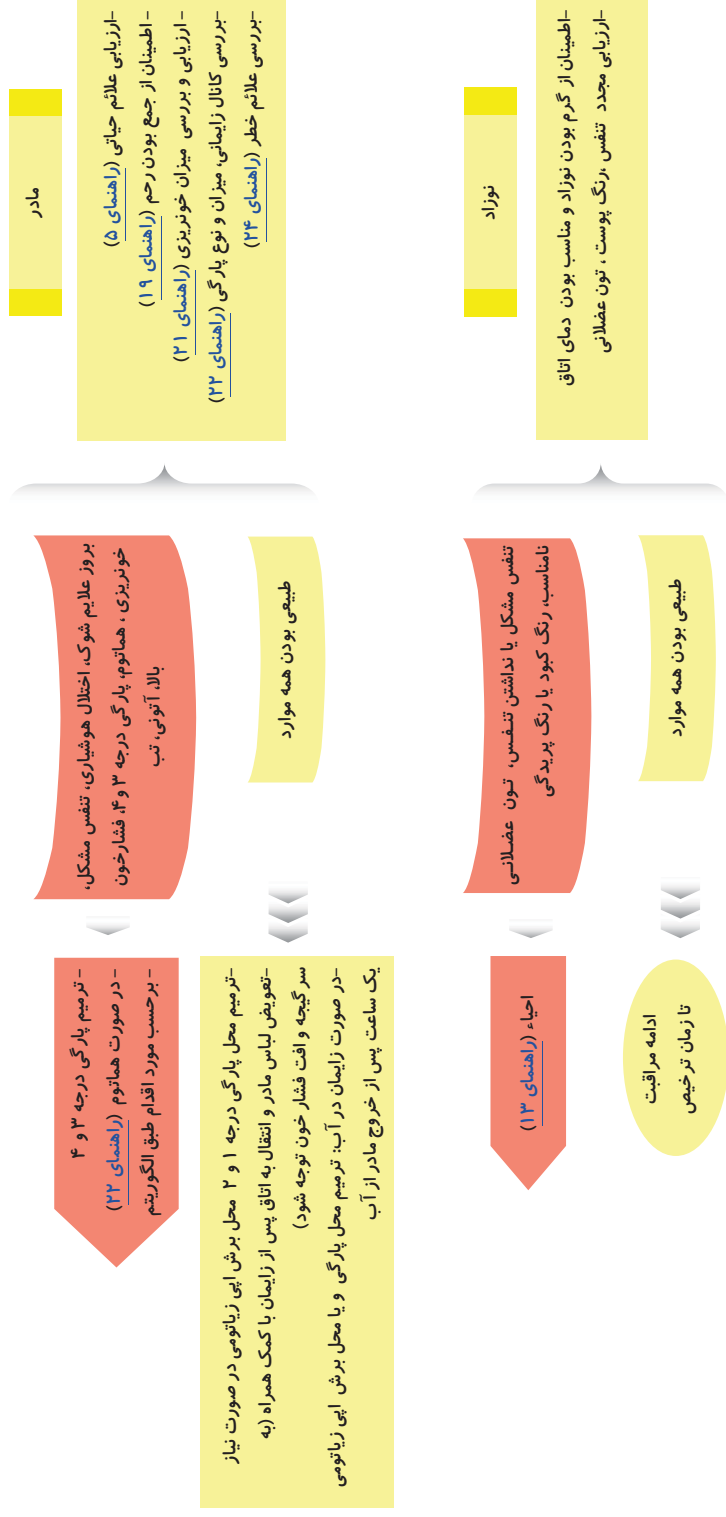 مادر
-ارزیابی علائم حیاتی (راهنمای ۵)
- اطمینان از جمع بودن رحم (راهنمای ۱۹)
- ارزیابی و بررسی میزان خونریزی (راهنمای ۲۱)
-بررسی کانال زایمانی، میزان و نوع پارگی (راهنمای ۲۲)
-بررسی علائم خطر (راهنمای ۲۴)
بروز علایم شوک، اختلال هوشیاری، تنفس مشکل،
خونریزی ، هماتوم، پارگی درجه ۳ و ۴، فشارخون
بالا، آتونی، تب
طبیعی بودن همه موارد
- ترمیم پارگی درجه ۳ و ۴
- در صورت هماتوم (راهنمای ۲۲)
- برحسب مورد اقدام طبق الگوریتم
-ترمیم محل پارگی درجه ۱ و ۲ محل برش اپی زیاتومی در صورت نیاز
-تعویض لباس مادر و انتقال به اتاق پس از زایمان با کمک همراه (به
سر گیجه و افت فشار خون توجه شود)
-در صورت زایمان در آب: ترمیم محل پارگی و یا محل برش اپی زیاتومی
یک ساعت پس از خروج مادر از آب
نوزاد
-اطمینان از گرم بودن نوزاد و مناسب بودن دمای اتاق
-ارزیابی مجدد تنفس ،رنگ پوست ، تون عضلانی
تنفس مشکل یا نداشتن تنـفـس، تـون عضـلانـی
نامناسب، رنگ کبود یا رنگ پریدگی
طبیعی بودن همه موارد
احیاء (راهنمای ۱۳)
ادامه مراقبت
تا زمان ترخیص